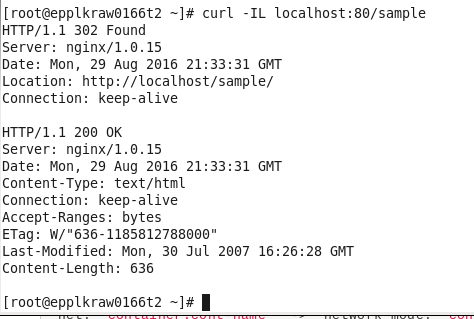 [root@epplkraw0166t2 ~]# curl -IL localhost:80/sample
HTTP/1.1 302 Found
Server: nginx/1.0.15
Date: Mon, 29 Aug 2016 21:33:31 GMT
Location: http://localhost/sample/
Connection: keep-alive

HTTP/1.1 200 OK
Server: nginx/1.0.15
Date: Mon, 29 Aug 2016 21:33:31 GMT
Content-Type: text/html
Connection: keep-alive
Accept-Ranges: bytes
ETag: W/"636-1185812788000"
Last-Modified: Mon, 30 Jul 2007 16:26:28 GMT
Content-Length: 636

[root@epplkraw0166t2 ~]#